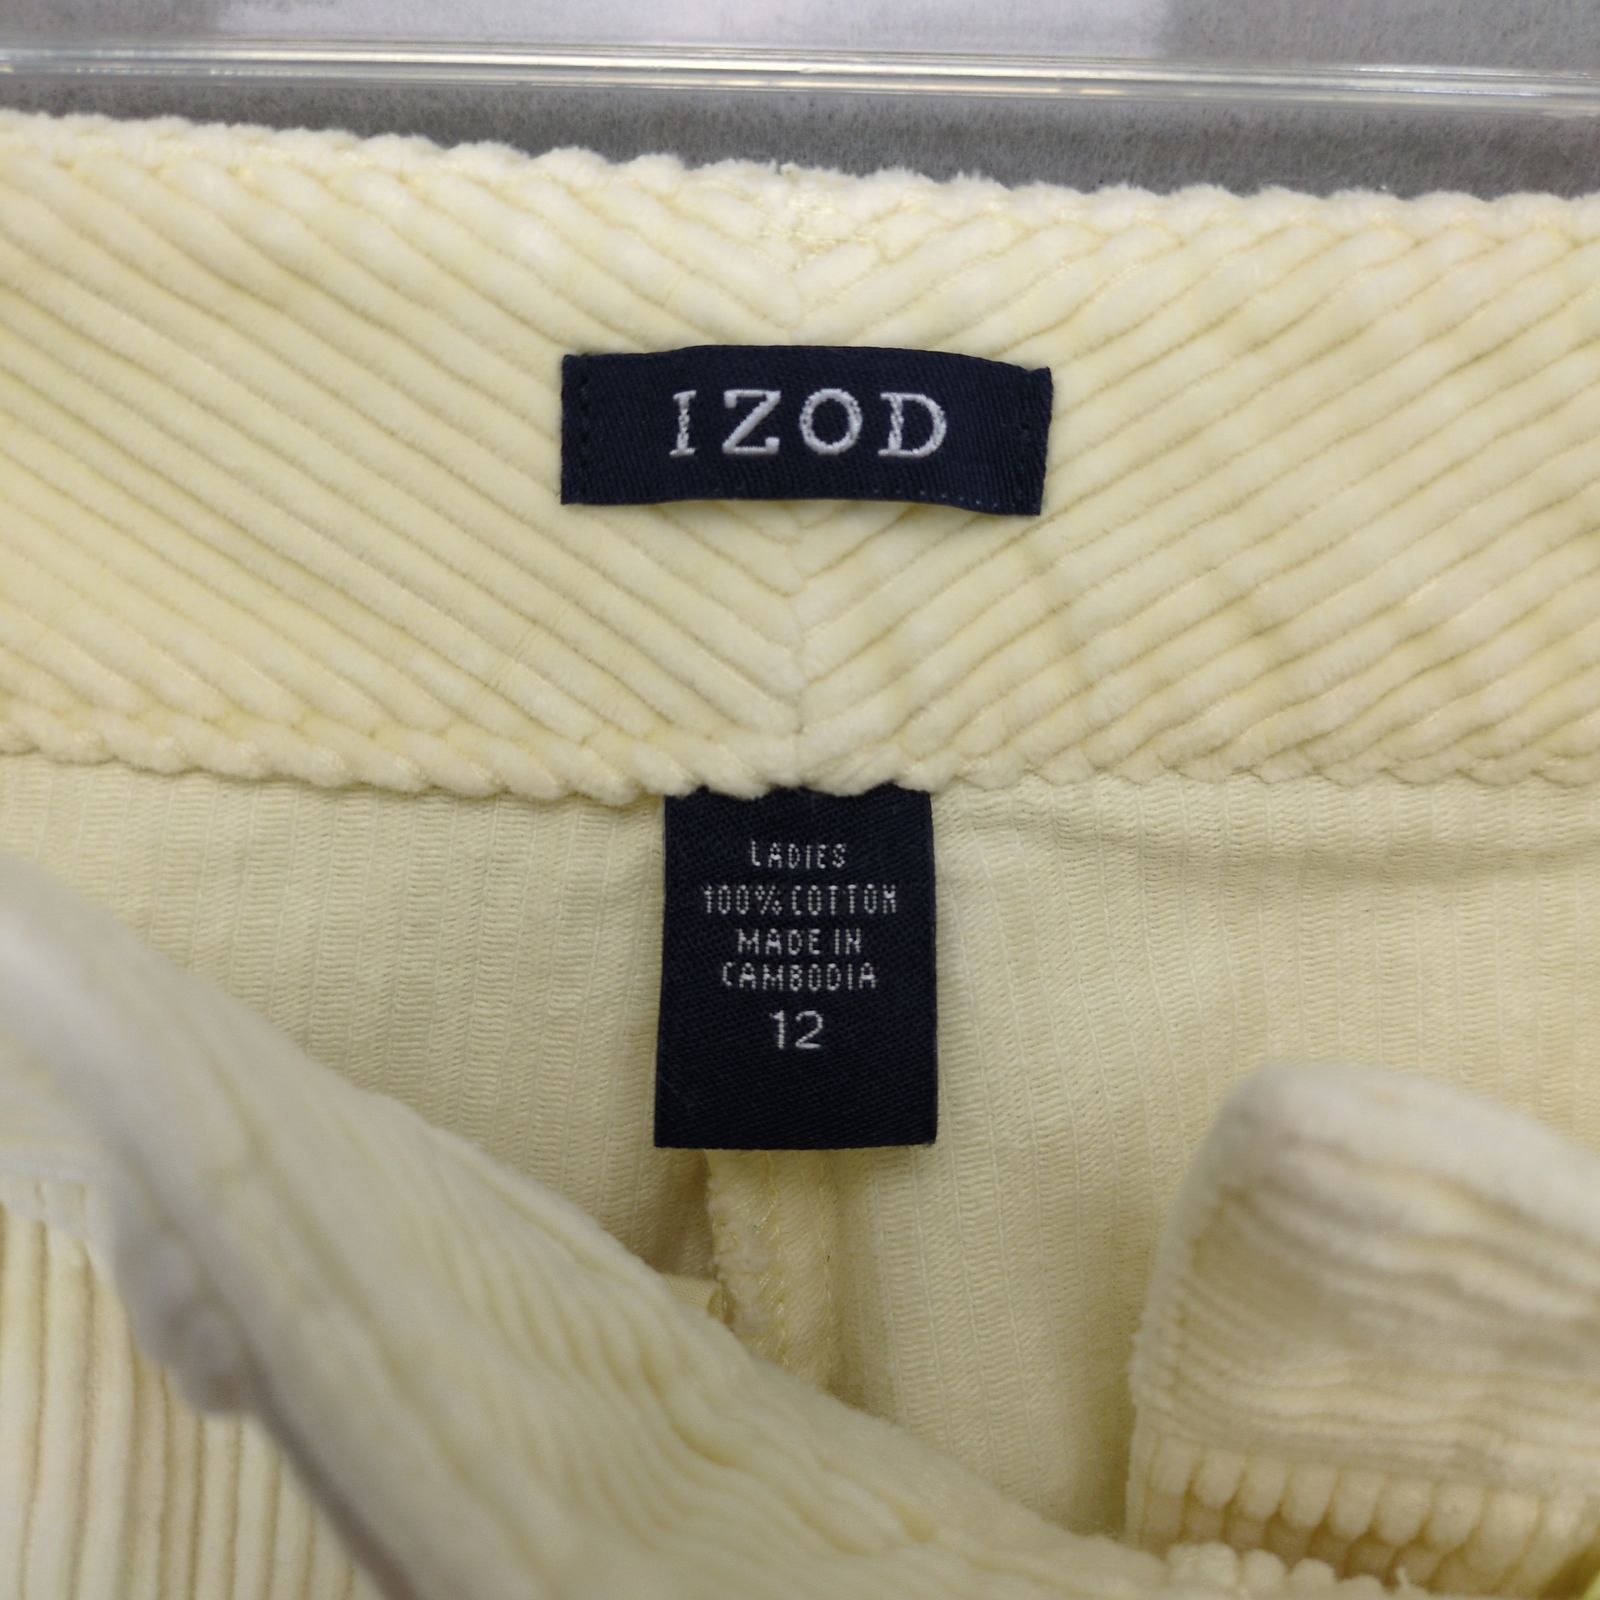 IZOD
LADIES
100% COTTON
MADE IN
CAMBODIA
12